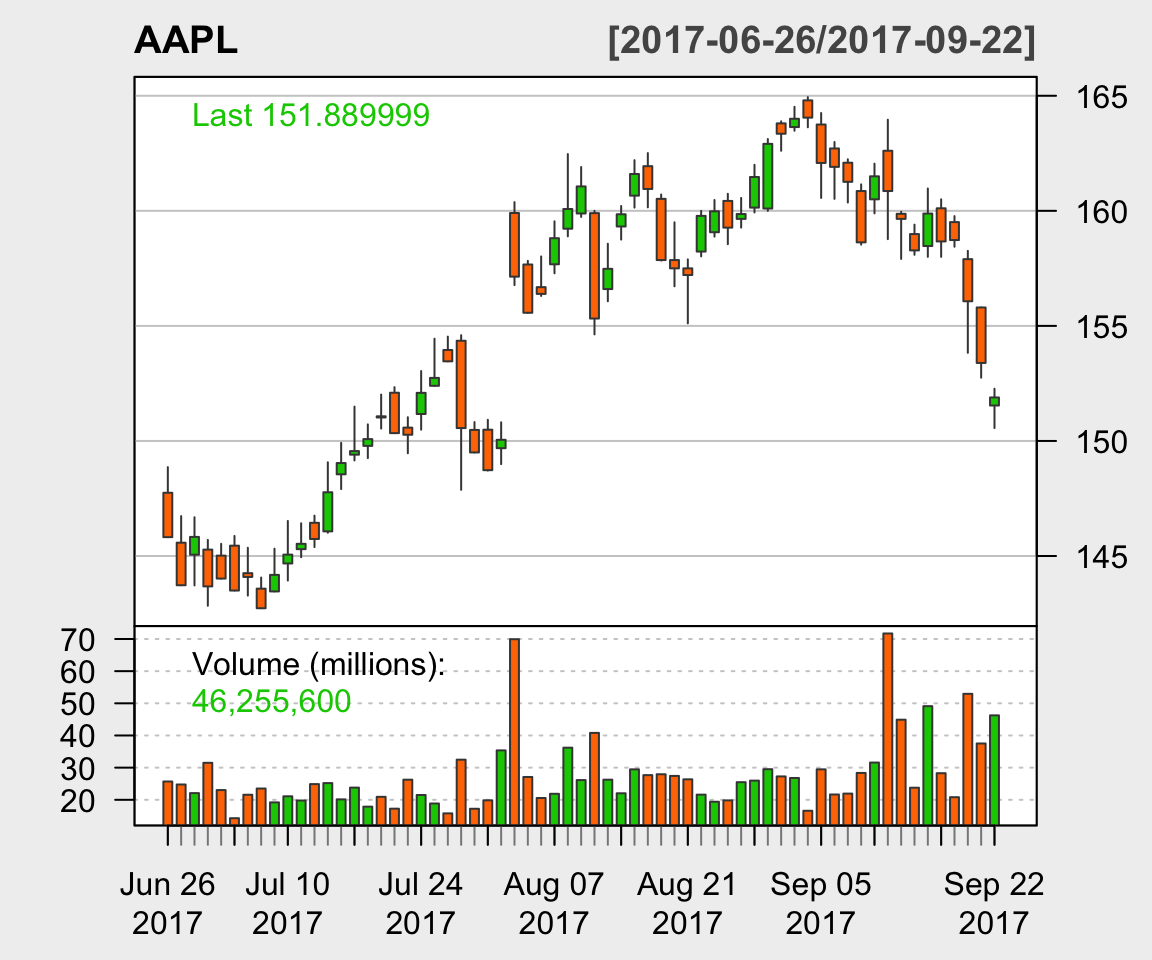 AAPL [2017-06-26/2017-09-22]
Last 151.889999
165
160
155
150
145
Volume (millions):
46,255,600
70
60
50
40
30
20
Jun 26 Jul 10 Jul 24 Aug 07 Aug 21 Sep 05 Sep 22
2017 2017 2017 2017 2017 2017 2017